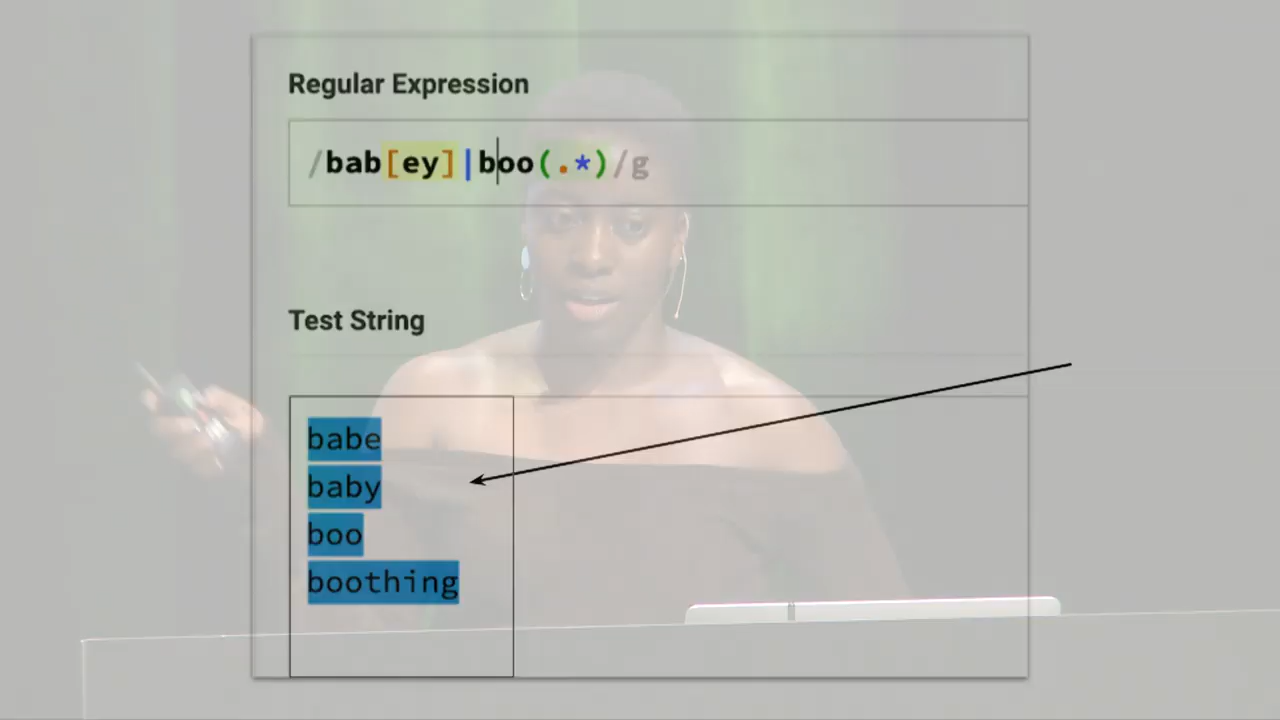 Regular Expression
/bab[ey]|boo(.*)/g
Test String
babe
baby
boo
boothing